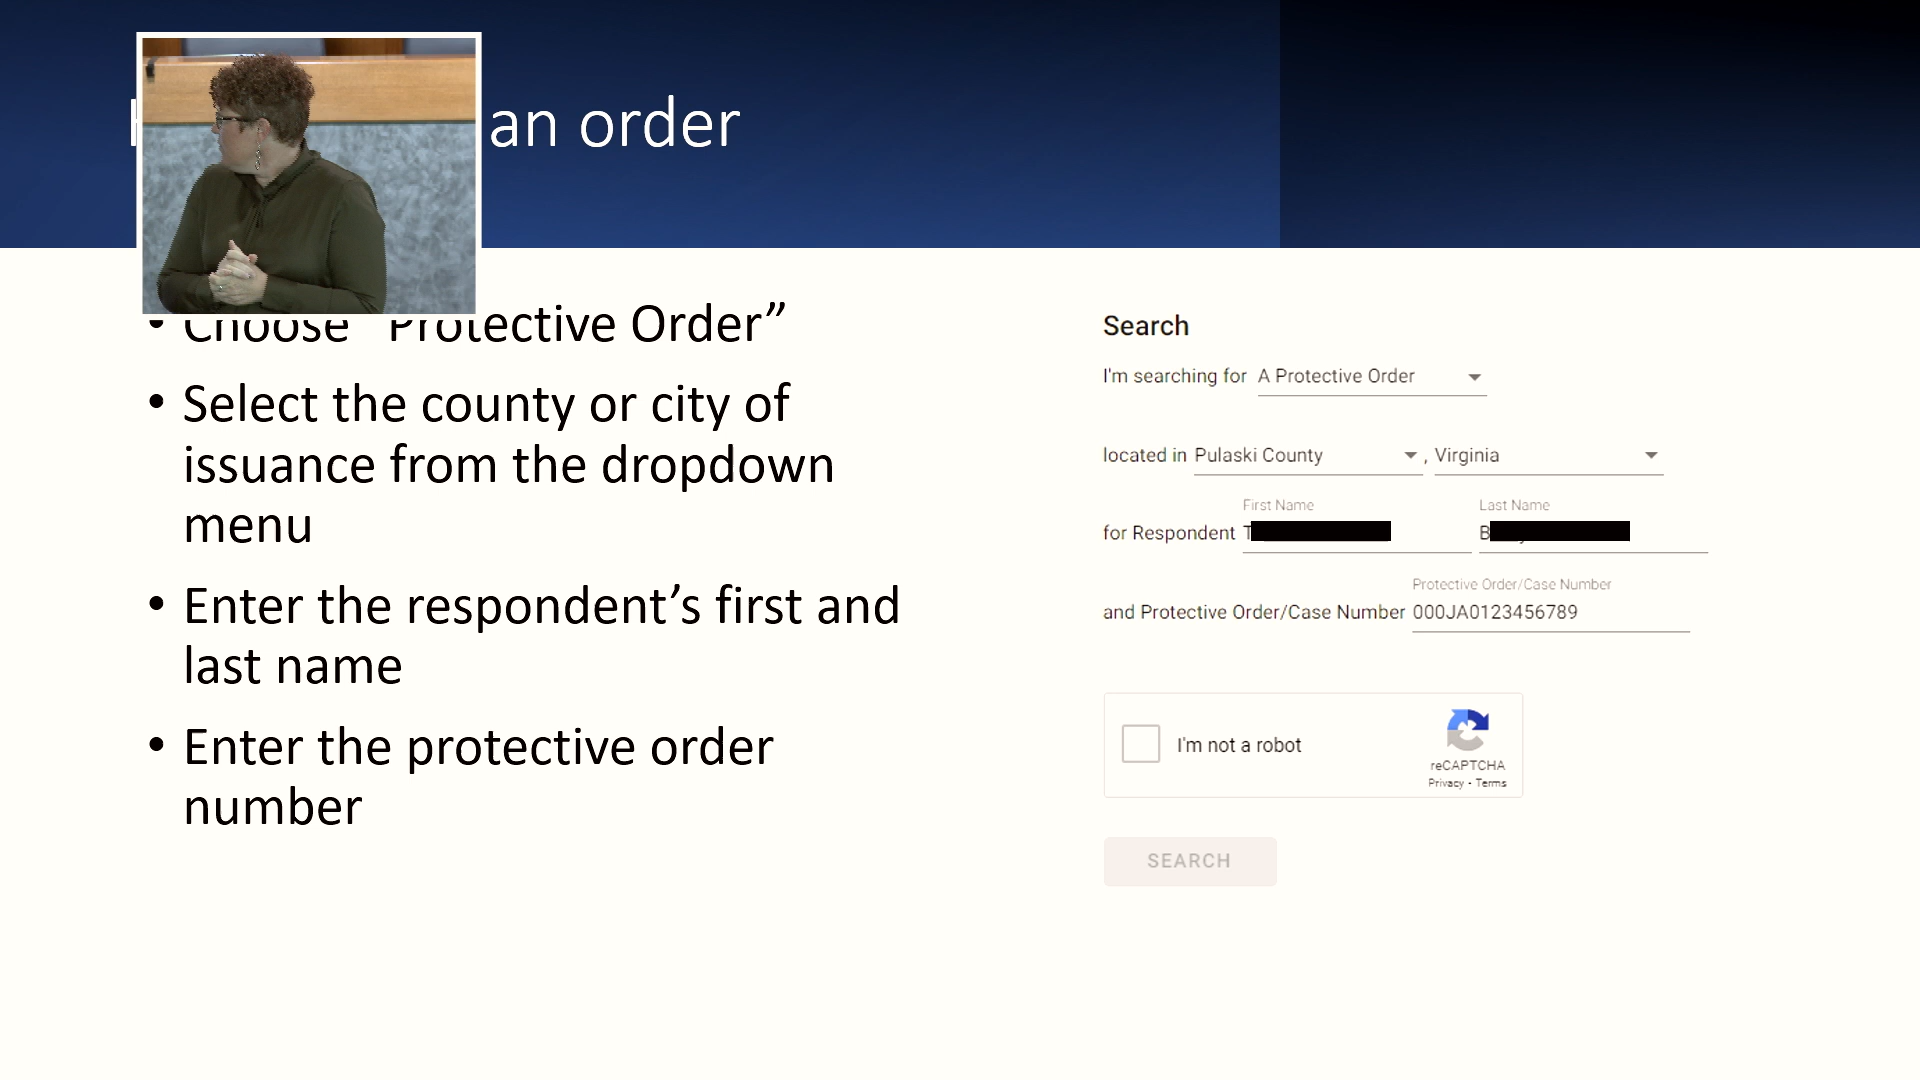 an order
• Choose “Protective Order”
• Select the county or city of
issuance from the dropdown
menu
• Enter the respondent’s first and
last name
• Enter the protective order
number
Search
I'm searching for A Protective Order
located in Pulaski County , Virginia
First Name Last Name
for Respondent T B
Protective Order/Case Number
and Protective Order/Case Number 000JA0123456789
I'm not a robot
reCAPTCHA
Privacy - Terms
SEARCH